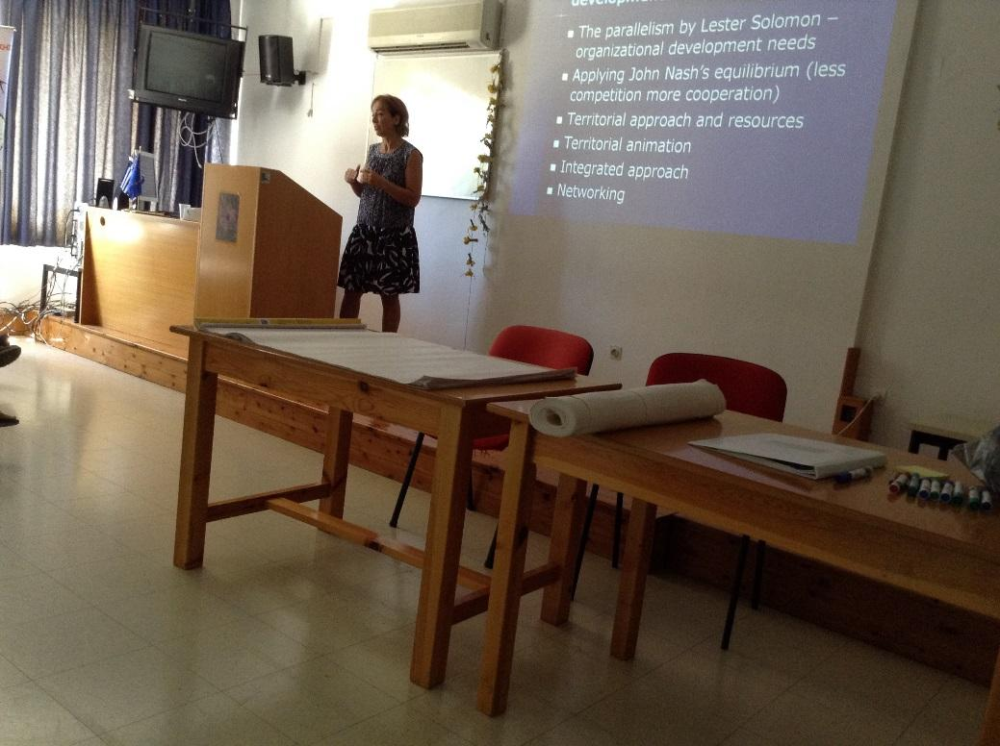 development
▪ The parallelism by Lester Solomon –
organizational development needs
▪ Applying John Nash's equilibrium (less
competition more cooperation)
▪ Territorial approach and resources
▪ Territorial animation
▪ Integrated approach
▪ Networking